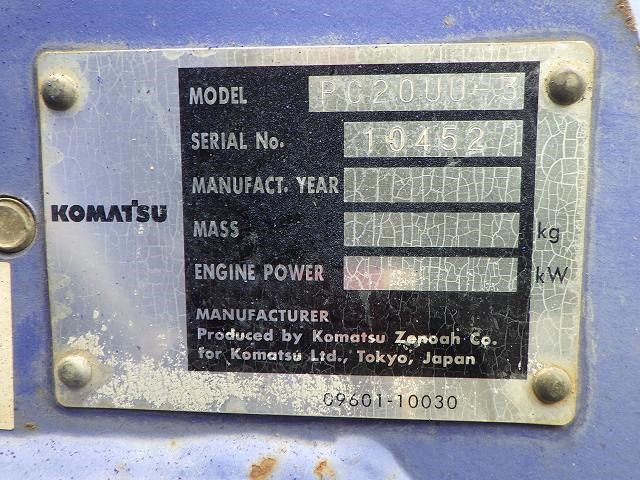 MODEL PC20UU-3
SERIAL No. 10452
MANUFACT. YEAR
MASS kg
KOMATSU
ENGINE POWER kW
MANUFACTURER
Produced by Komatsu Zenoah Co.
for Komatsu Ltd., Tokyo, Japan
09601-10030